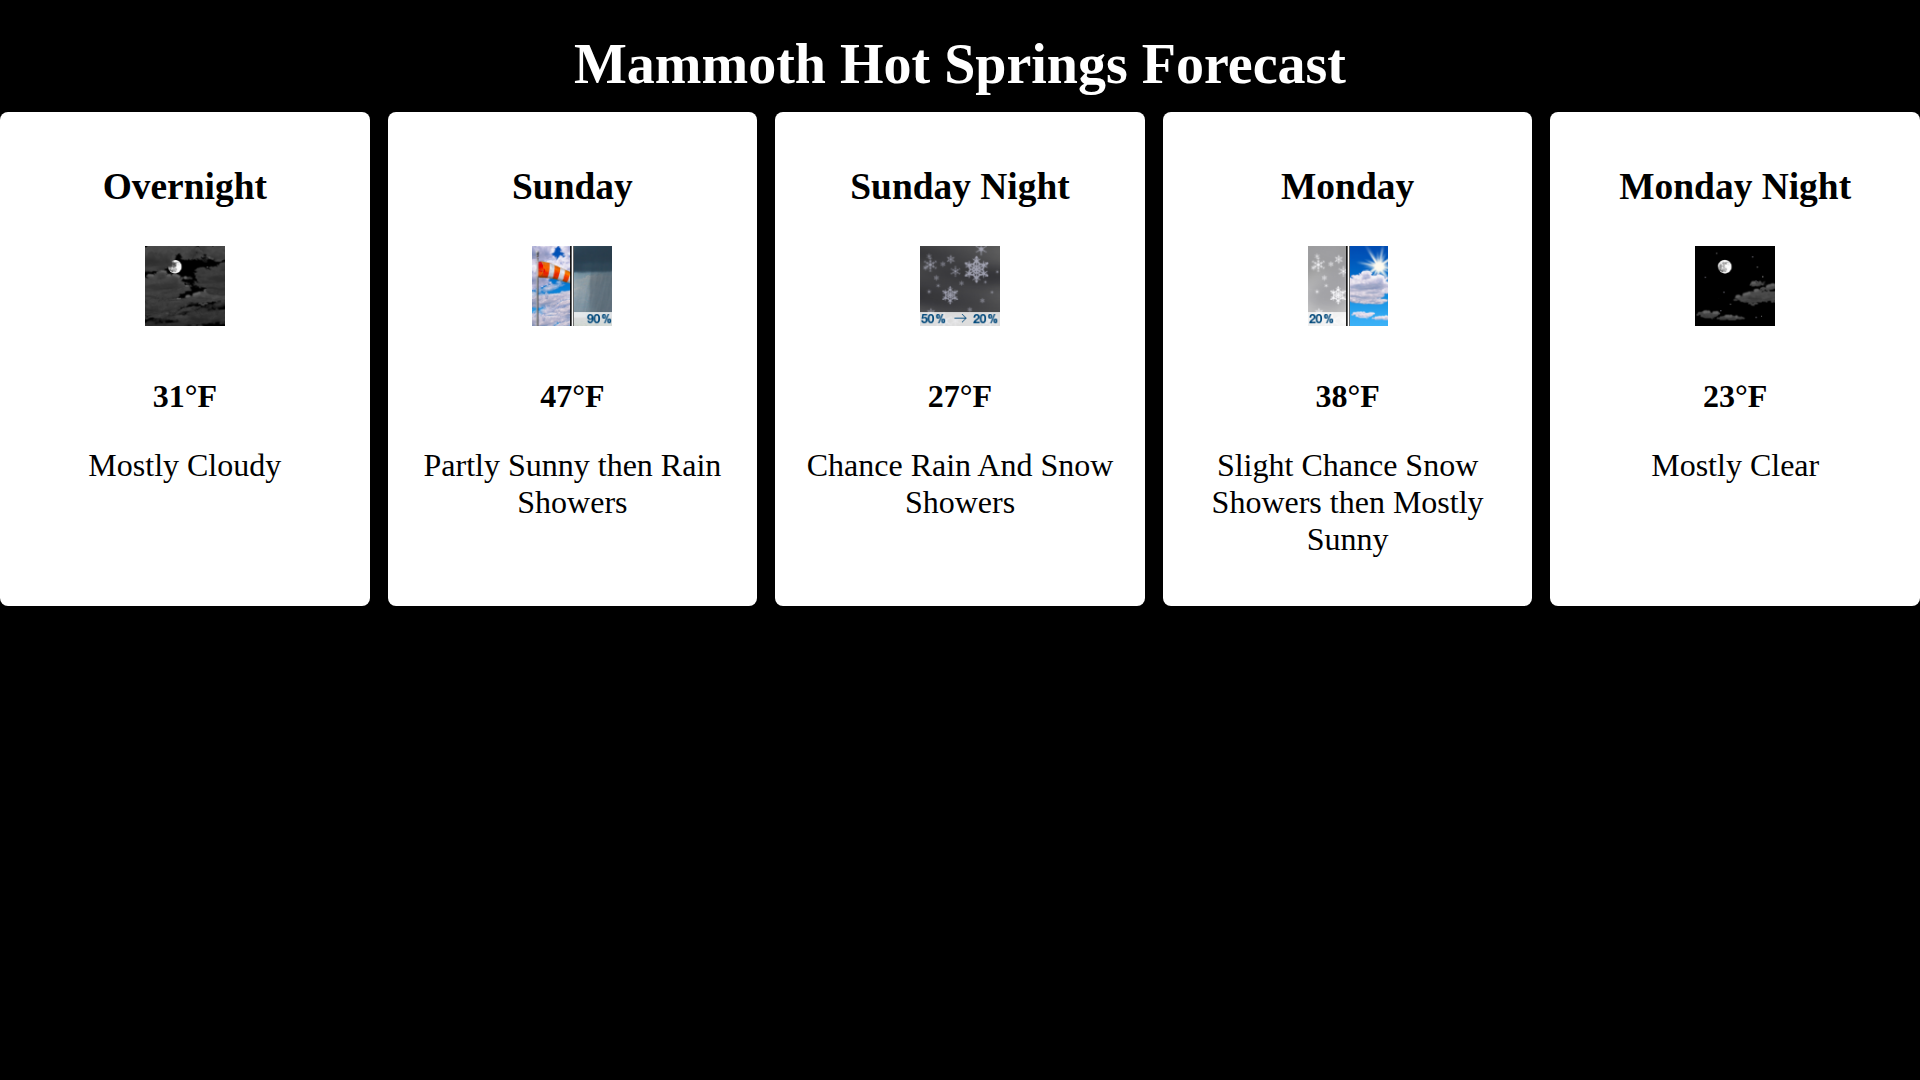 Mammoth Hot Springs Forecast
Overnight
31°F
Mostly Cloudy
Sunday
90%
47°F
Partly Sunny then Rain
Showers
Sunday Night
50% → 20%
27°F
Chance Rain And Snow
Showers
Monday
20%
38°F
Slight Chance Snow
Showers then Mostly
Sunny
Monday Night
23°F
Mostly Clear